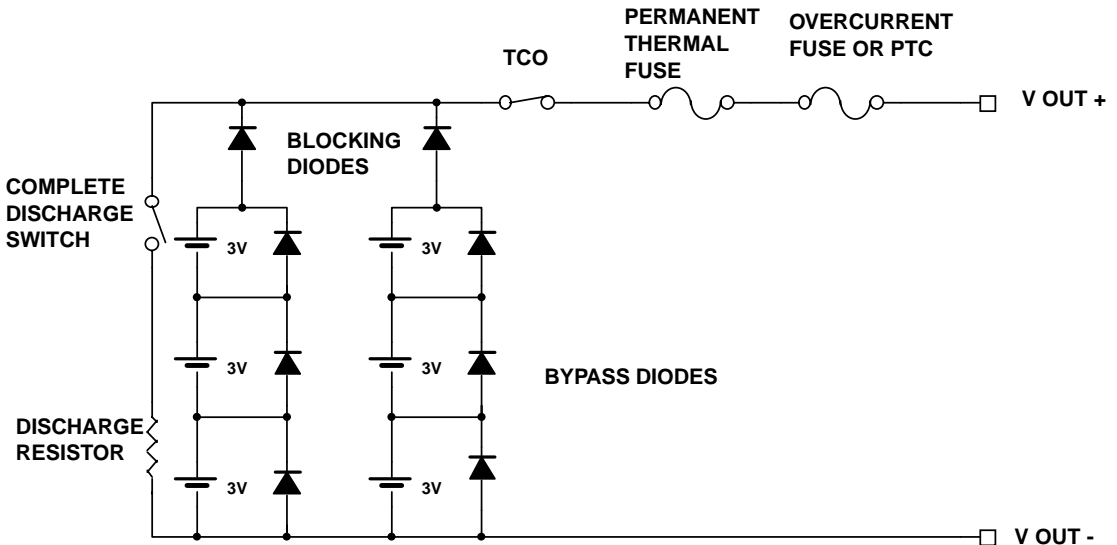 PERMANENT
THERMAL
FUSE
OVERCURRENT
FUSE OR PTC
TCO
V OUT +
BLOCKING
DIODES
COMPLETE
DISCHARGE
SWITCH
3V
3V
3V
3V
BYPASS DIODES
DISCHARGE
RESISTOR
3V
3V
V OUT -